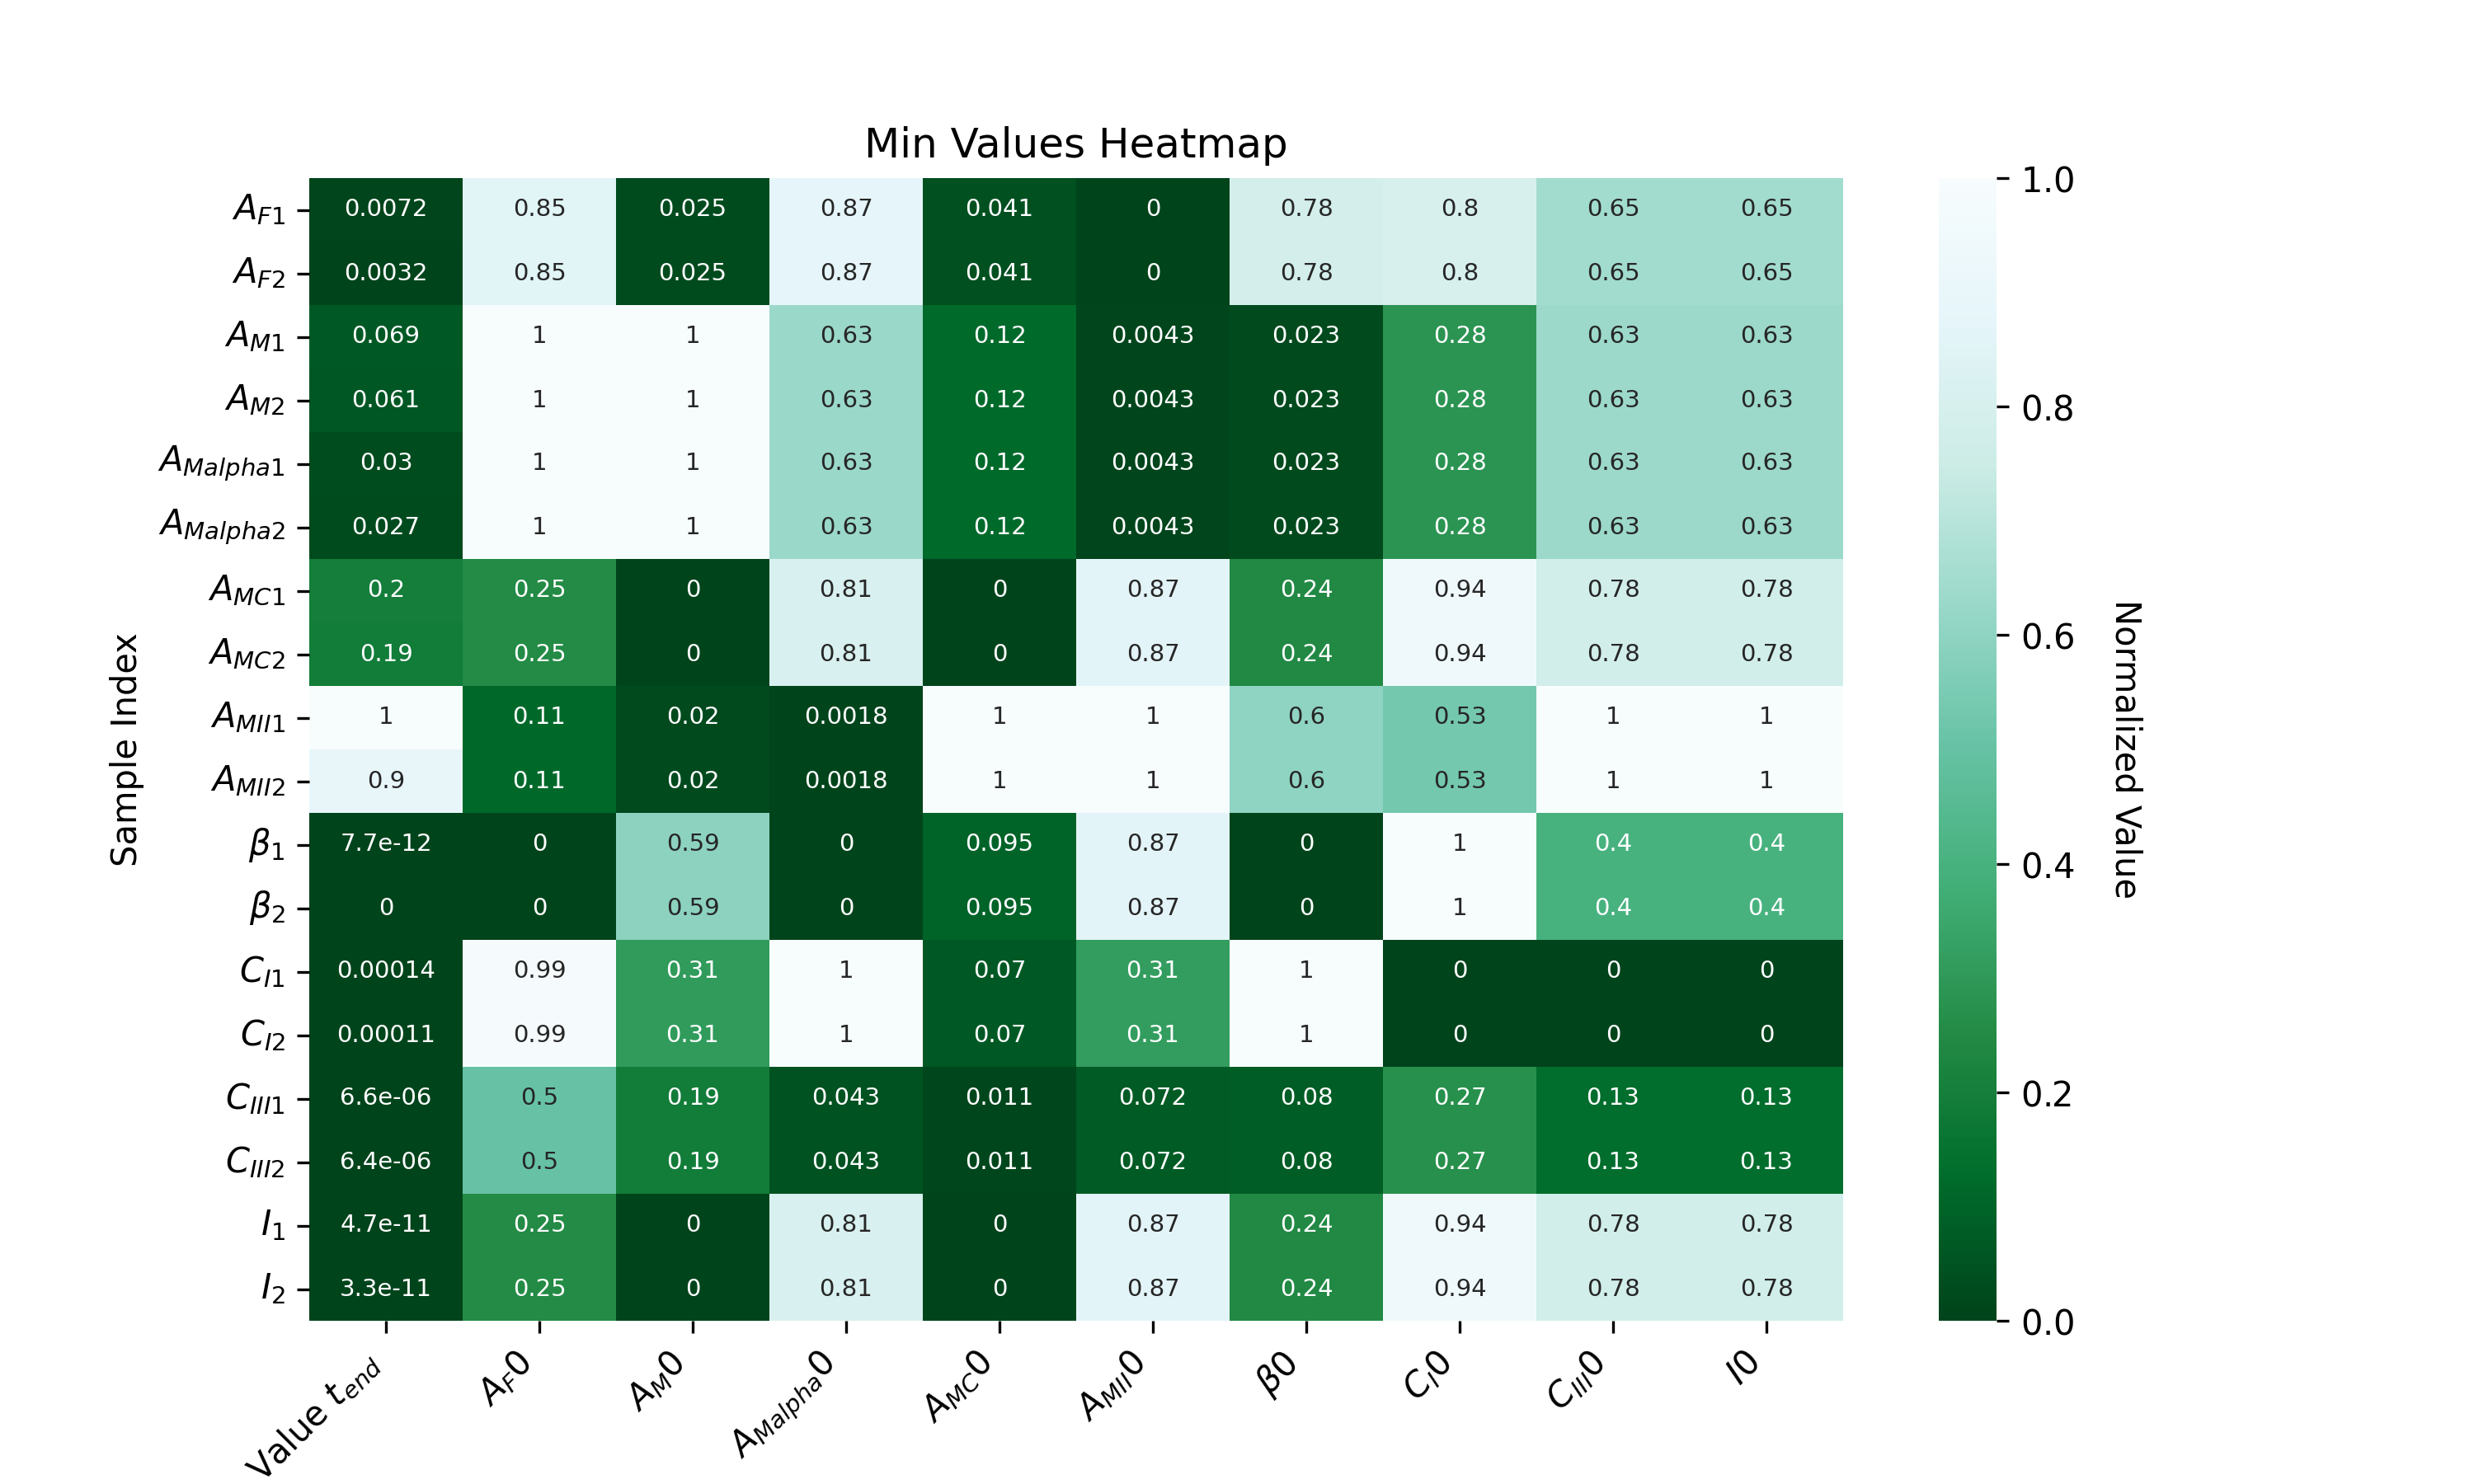 Min Values Heatmap
A_F1 0.0072 0.85 0.025 0.87 0.041 0 0.78 0.8 0.65 0.65
A_F2 0.0032 0.85 0.025 0.87 0.041 0 0.78 0.8 0.65 0.65
A_M1 0.069 1 1 0.63 0.12 0.0043 0.023 0.28 0.63 0.63
A_M2 0.061 1 1 0.63 0.12 0.0043 0.023 0.28 0.63 0.63
A_Malpha1 0.03 1 1 0.63 0.12 0.0043 0.023 0.28 0.63 0.63
A_Malpha2 0.027 1 1 0.63 0.12 0.0043 0.023 0.28 0.63 0.63
A_MC1 0.2 0.25 0 0.81 0 0.87 0.24 0.94 0.78 0.78
A_MC2 0.19 0.25 0 0.81 0 0.87 0.24 0.94 0.78 0.78
A_MII1 1 0.11 0.02 0.0018 1 1 0.6 0.53 1 1
A_MII2 0.9 0.11 0.02 0.0018 1 1 0.6 0.53 1 1
β_1 7.7e-12 0 0.59 0 0.095 0.87 0 1 0.4 0.4
β_2 0 0 0.59 0 0.095 0.87 0 1 0.4 0.4
C_I1 0.00014 0.99 0.31 1 0.07 0.31 1 0 0 0
C_I2 0.00011 0.99 0.31 1 0.07 0.31 1 0 0 0
C_III1 6.6e-06 0.5 0.19 0.043 0.011 0.072 0.08 0.27 0.13 0.13
C_III2 6.4e-06 0.5 0.19 0.043 0.011 0.072 0.08 0.27 0.13 0.13
I_1 4.7e-11 0.25 0 0.81 0 0.87 0.24 0.94 0.78 0.78
I_2 3.3e-11 0.25 0 0.81 0 0.87 0.24 0.94 0.78 0.78
Value t_end A_F0 A_M0 A_Malpha0 A_MC0 A_MII0 β0 C_I0 C_III0 I0
Sample Index
1.0
0.8
0.6
0.4
0.2
0.0
Normalized Value